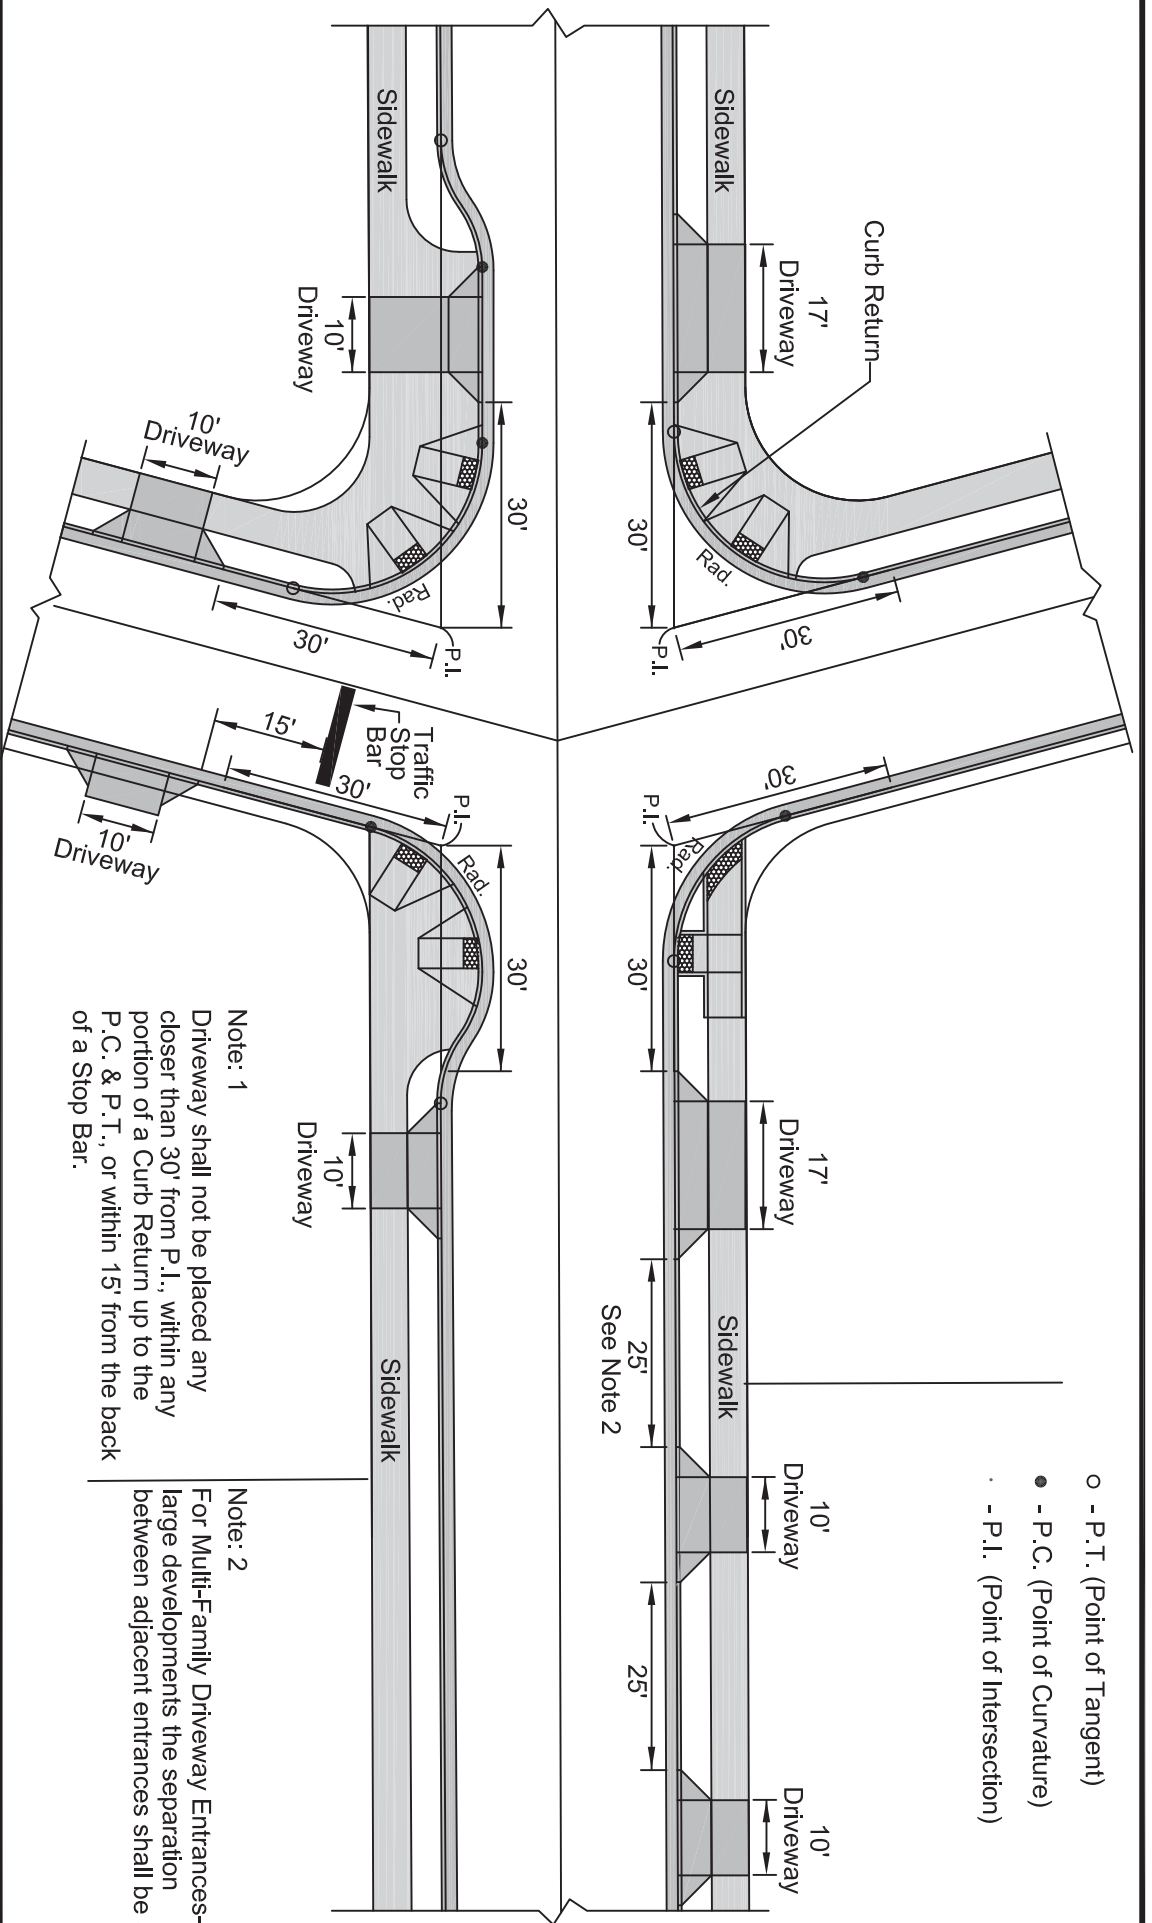 ○ - P.T. (Point of Tangent)
● - P.C. (Point of Curvature)
· - P.I. (Point of Intersection)
Curb Return
17'
Driveway
17'
Driveway
10'
Driveway
10'
Driveway
Sidewalk
Sidewalk
30'
30'
30'
30'
25'
See Note 2
25'
Rad.
Rad.
P.I.
P.I.
30'
30'
Rad.
Rad.
P.I.
P.I.
30'
30'
Traffic
Stop
Bar
15'
Sidewalk
Sidewalk
10'
Driveway
10'
Driveway
10'
Driveway
10'
Driveway
Note: 1
Driveway shall not be placed any
closer than 30' from P.I., within any
portion of a Curb Return up to the
P.C. & P.T., or within 15' from the back
of a Stop Bar.
Note: 2
For Multi-Family Driveway Entrances-
large developments the separation
between adjacent entrances shall be